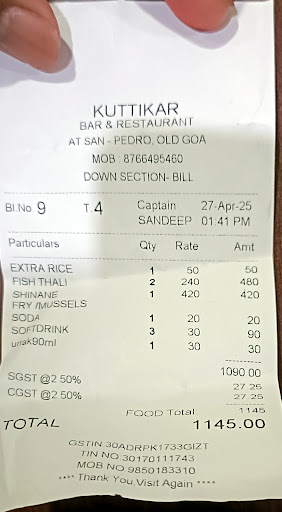 KUTTIKAR
BAR & RESTAURANT
AT SAN - PEDRO, OLD GOA
MOB : 8766495460
DOWN SECTION- BILL
Bl.No 9 T.4 Captain 27-Apr-25
SANDEEP 01:41 PM
Particulars Qty Rate Amt
EXTRA RICE 1 50 50
FISH THALI 2 240 480
SHINANE 1 420 420
FRY /MUSSELS
SODA 1 20 20
SOFTDRINK 3 30 90
urrak90ml 1 30 30
1090.00
SGST @2.50% 27.25
CGST @2.50% 27.25
FOOD Total: 1145
TOTAL 1145.00
GSTIN:30ADRPK1733GIZT
TIN NO.30170111743
MOB NO 9850183310
**** Thank You,Visit Again ****